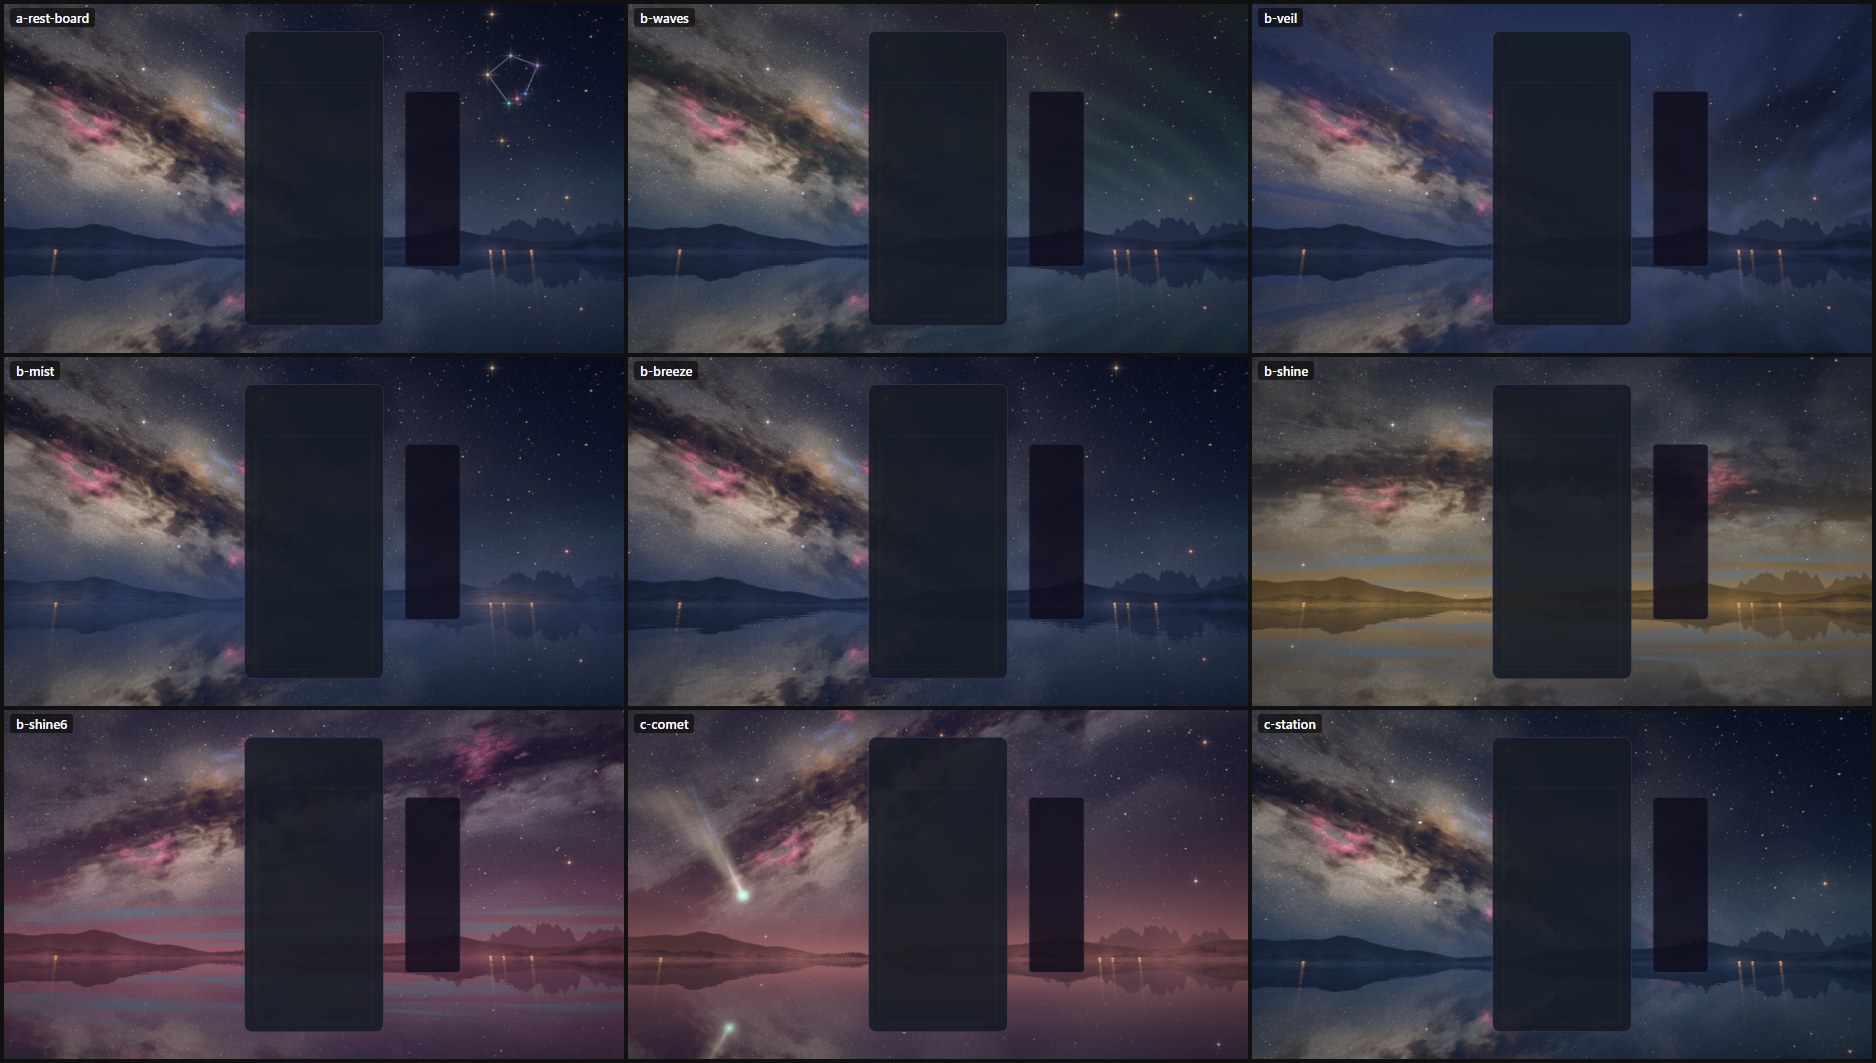 a-rest-board
b-waves
b-veil
b-mist
b-breeze
b-shine
b-shine6
c-comet
c-station